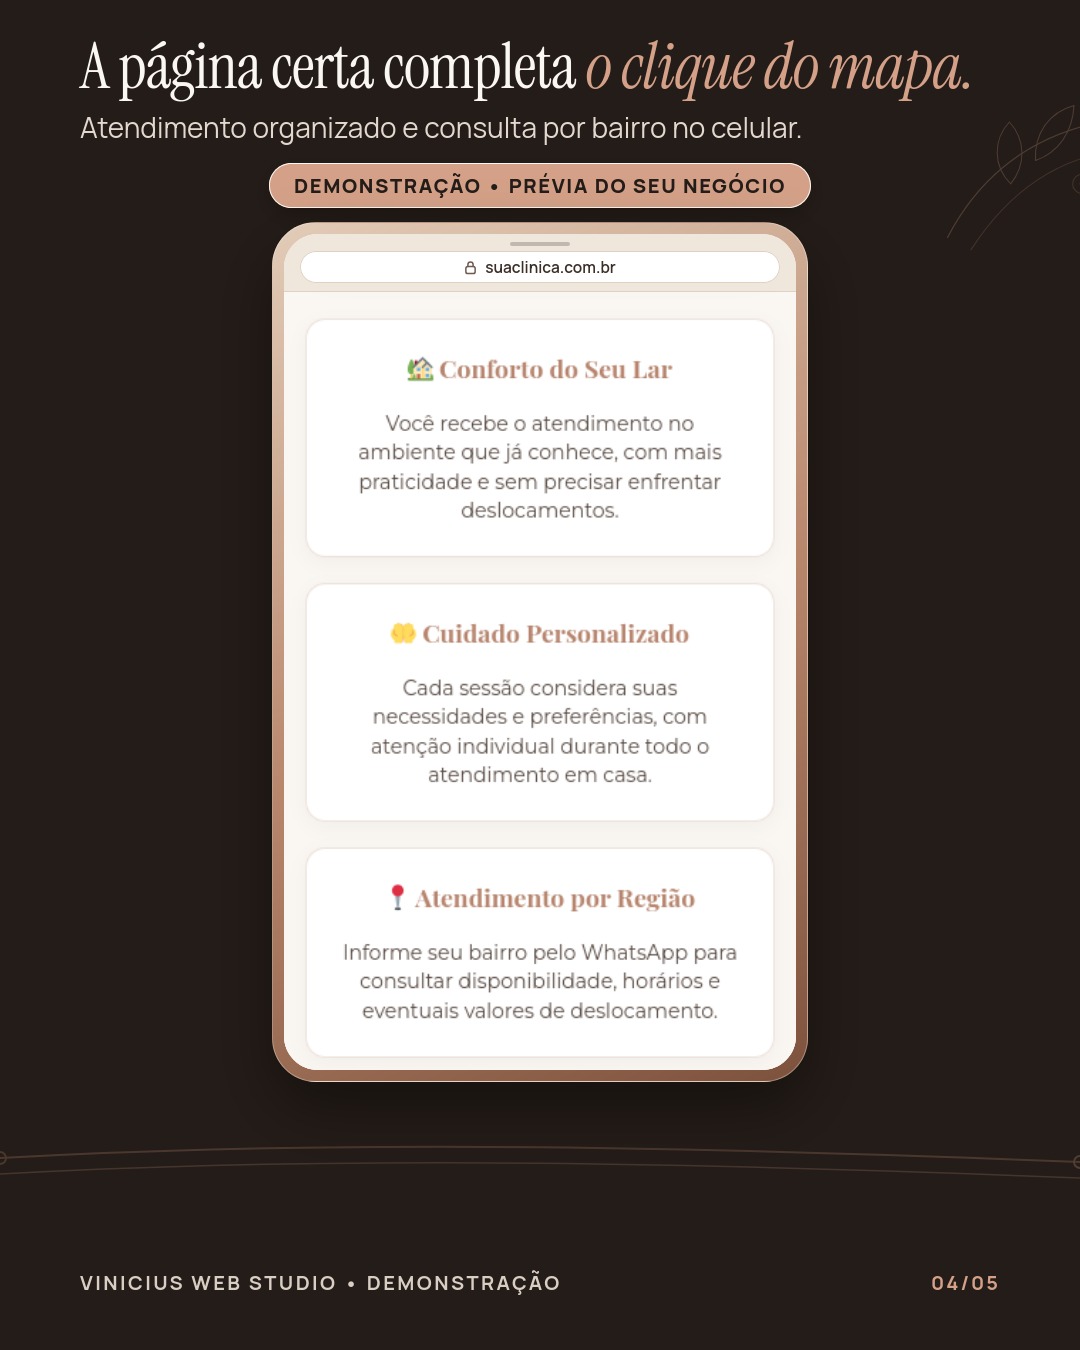 A página certa completa o clique do mapa.
Atendimento organizado e consulta por bairro no celular.
DEMONSTRAÇÃO • PRÉVIA DO SEU NEGÓCIO
suaclinica.com.br
Conforto do Seu Lar
Você recebe o atendimento no
ambiente que já conhece, com mais
praticidade e sem precisar enfrentar
deslocamentos.
Cuidado Personalizado
Cada sessão considera suas
necessidades e preferências, com
atenção individual durante todo o
atendimento em casa.
Atendimento por Região
Informe seu bairro pelo WhatsApp para
consultar disponibilidade, horários e
eventuais valores de deslocamento.
VINICIUS WEB STUDIO • DEMONSTRAÇÃO
04/05